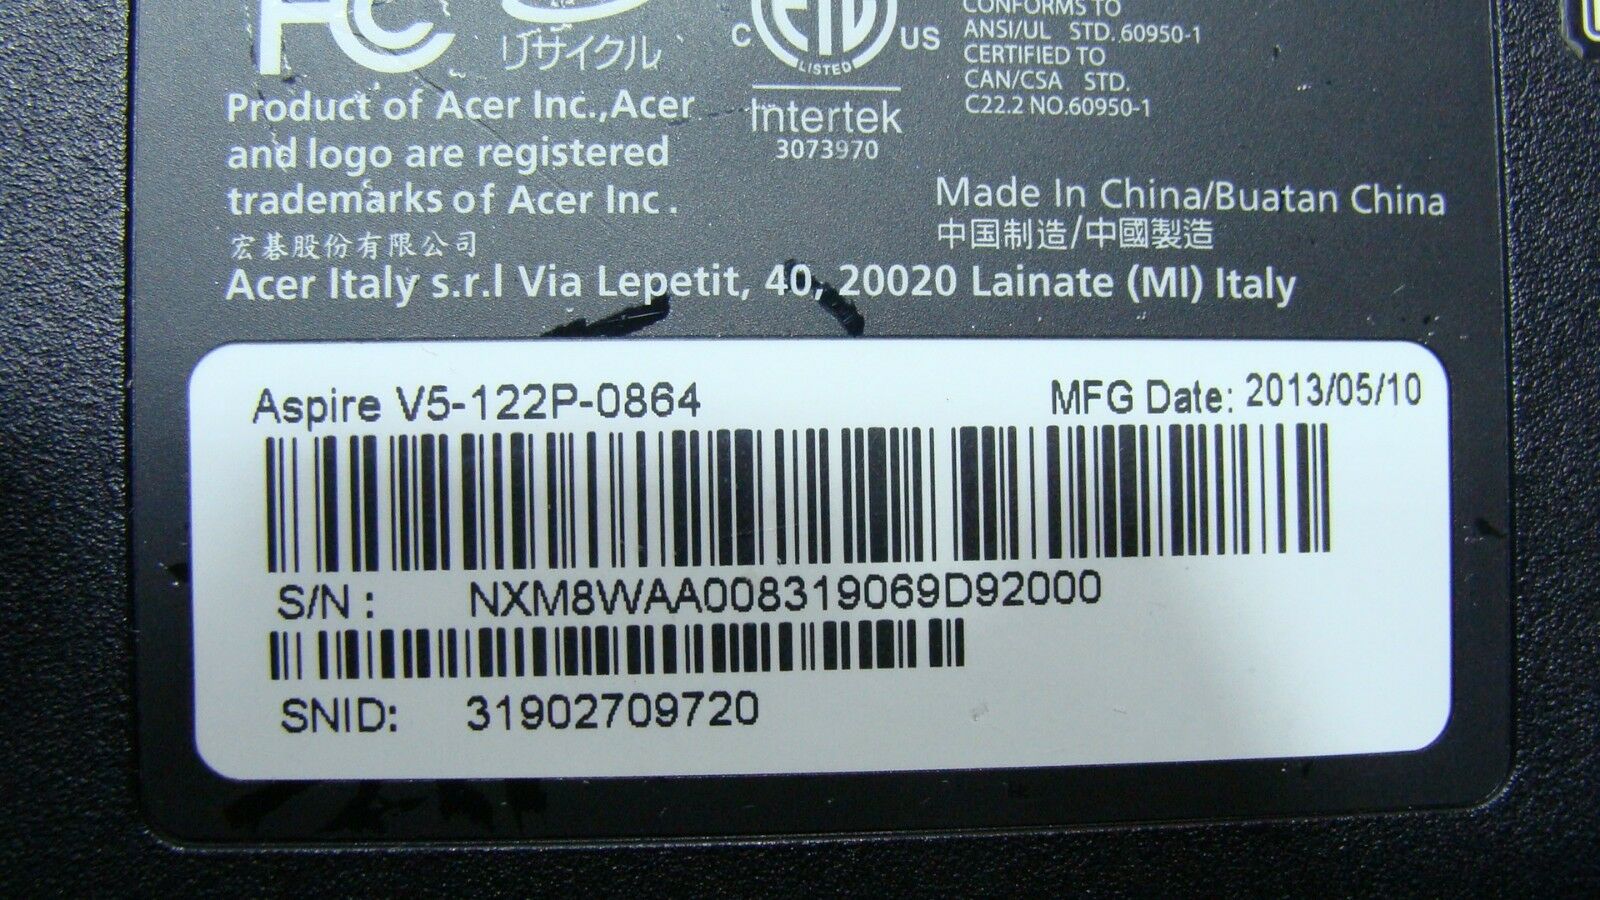 FC
リサイクル
C ETL US
LISTED
Intertek
3073970
CONFORMS TO
ANSI/UL STD. 60950-1
CERTIFIED TO
CAN/CSA STD.
C22.2 NO.60950-1
Product of Acer Inc.,Acer
and logo are registered
trademarks of Acer Inc .
宏碁股份有限公司
Made In China/Buatan China
中国制造/中國製造
Acer Italy s.r.l Via Lepetit, 40, 20020 Lainate (MI) Italy
Aspire V5-122P-0864
MFG Date: 2013/05/10
S/N : NXM8WAA008319069D92000
SNID: 31902709720